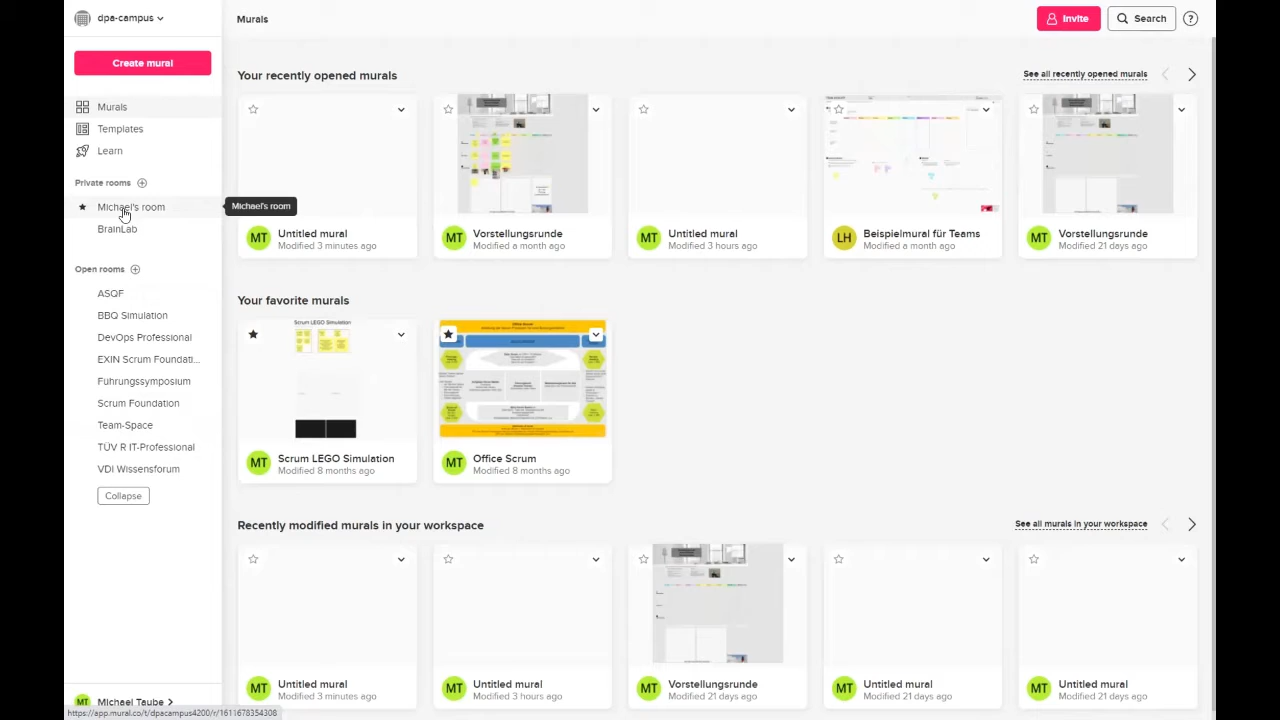 dpa-campus
Murals
Invite
Search
?
Create mural
Murals
Templates
Learn
Private rooms
Michael's room
Michael's room
BrainLab
Open rooms
ASQF
BBQ Simulation
DevOps Professional
EXIN Scrum Foundati...
Führungssymposium
Scrum Foundation
Team-Space
TÜV R IT-Professional
VDI Wissensforum
Collapse
MT Michael Taube
https://app.mural.co/t/dpacampus4200/r/1611678354308
Your recently opened murals
See all recently opened murals
MT Untitled mural
Modified 3 minutes ago
MT Vorstellungsrunde
Modified a month ago
MT Untitled mural
Modified 3 hours ago
LH Beispielmural für Teams
Modified a month ago
MT Vorstellungsrunde
Modified 21 days ago
Your favorite murals
Scrum LEGO Simulation
MT Scrum LEGO Simulation
Modified 8 months ago
MT Office Scrum
Modified 8 months ago
Recently modified murals in your workspace
See all murals in your workspace
MT Untitled mural
Modified 3 minutes ago
MT Untitled mural
Modified 3 hours ago
MT Vorstellungsrunde
Modified 21 days ago
MT Untitled mural
Modified 21 days ago
MT Untitled mural
Modified 21 days ago